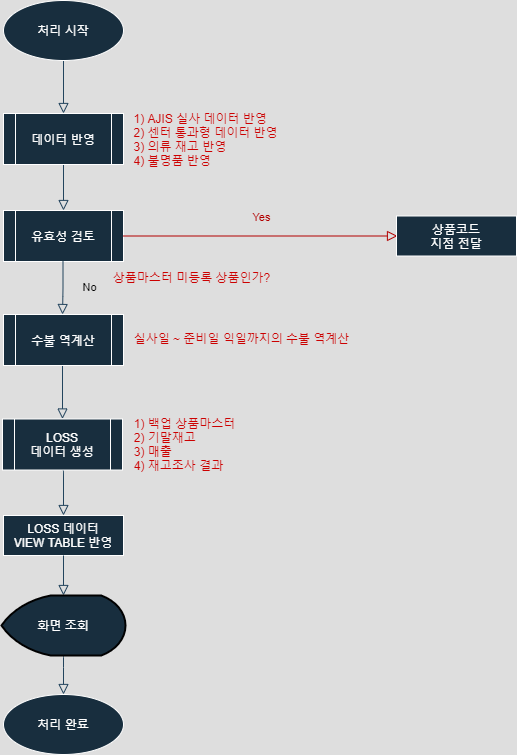 처리 시작
데이터 반영
1) AJIS 실사 데이터 반영
2) 센터 통과형 데이터 반영
3) 의류 재고 반영
4) 불명품 반영
유효성 검토
Yes
상품코드
지점 전달
No
상품마스터 미등록 상품인가?
수불 역계산
실사일 ~ 준비일 익일까지의 수불 역계산
LOSS
데이터 생성
1) 백업 상품마스터
2) 기말재고
3) 매출
4) 재고조사 결과
LOSS 데이터
VIEW TABLE 반영
화면 조회
처리 완료